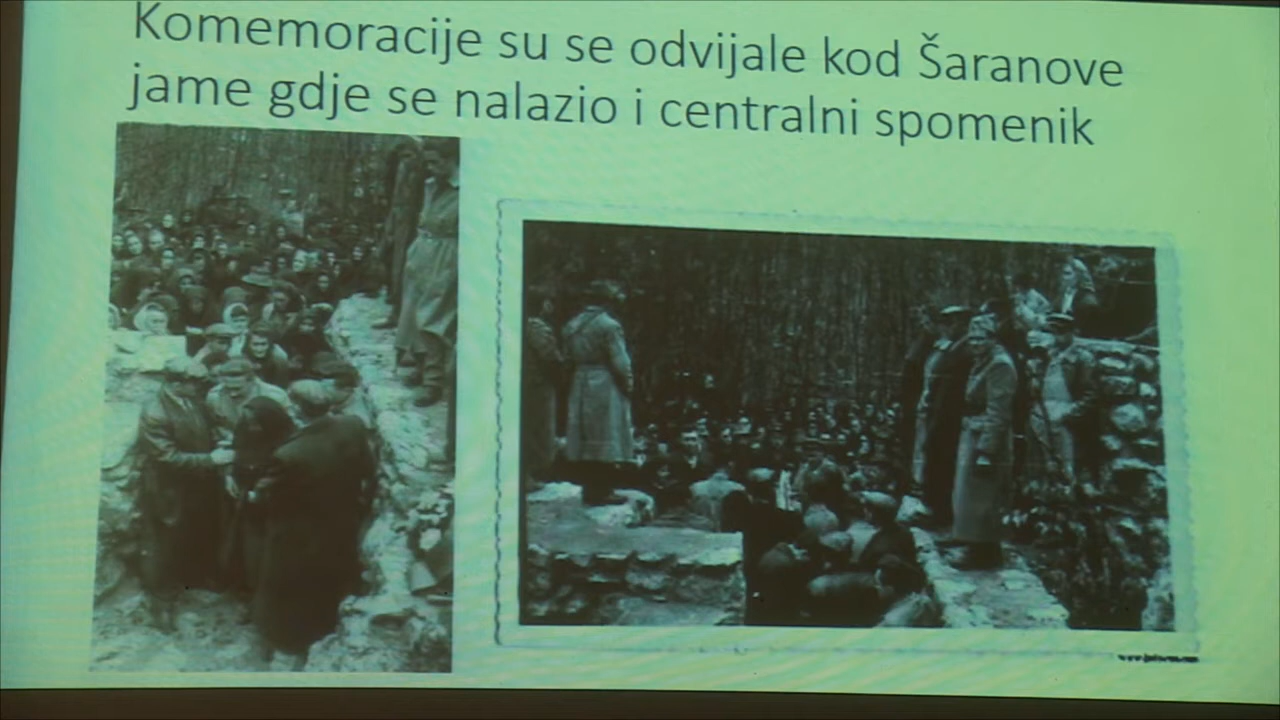 Komemoracije su se odvijale kod Šaranove
jame gdje se nalazio i centralni spomenik